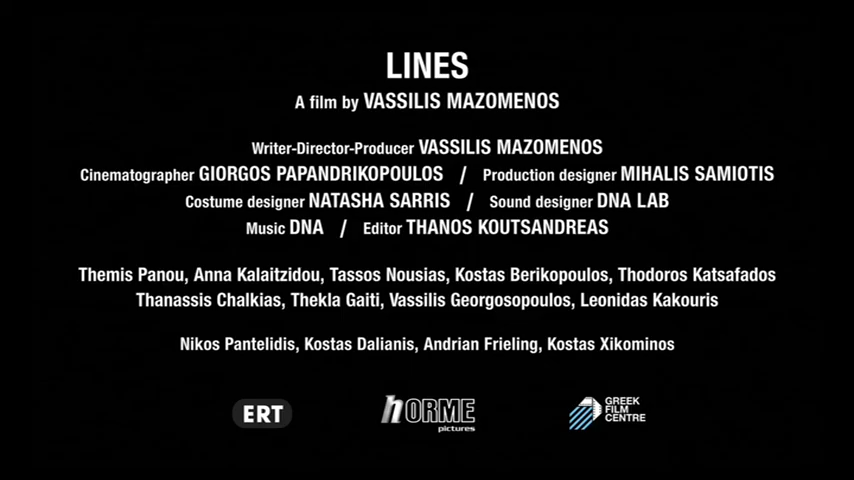 LINES
A film by VASSILIS MAZOMENOS
Writer-Director-Producer VASSILIS MAZOMENOS
Cinematographer GIORGOS PAPANDRIKOPOULOS / Production designer MIHALIS SAMIOTIS
Costume designer NATASHA SARRIS / Sound designer DNA LAB
Music DNA / Editor THANOS KOUTSANDREAS
Themis Panou, Anna Kalaitzidou, Tassos Nousias, Kostas Berikopoulos, Thodoros Katsafados
Thanassis Chalkias, Thekla Gaiti, Vassilis Georgosopoulos, Leonidas Kakouris
Nikos Pantelidis, Kostas Dalianis, Andrian Frieling, Kostas Xikominos
ERT
hORME
pictures
GREEK
FILM
CENTRE